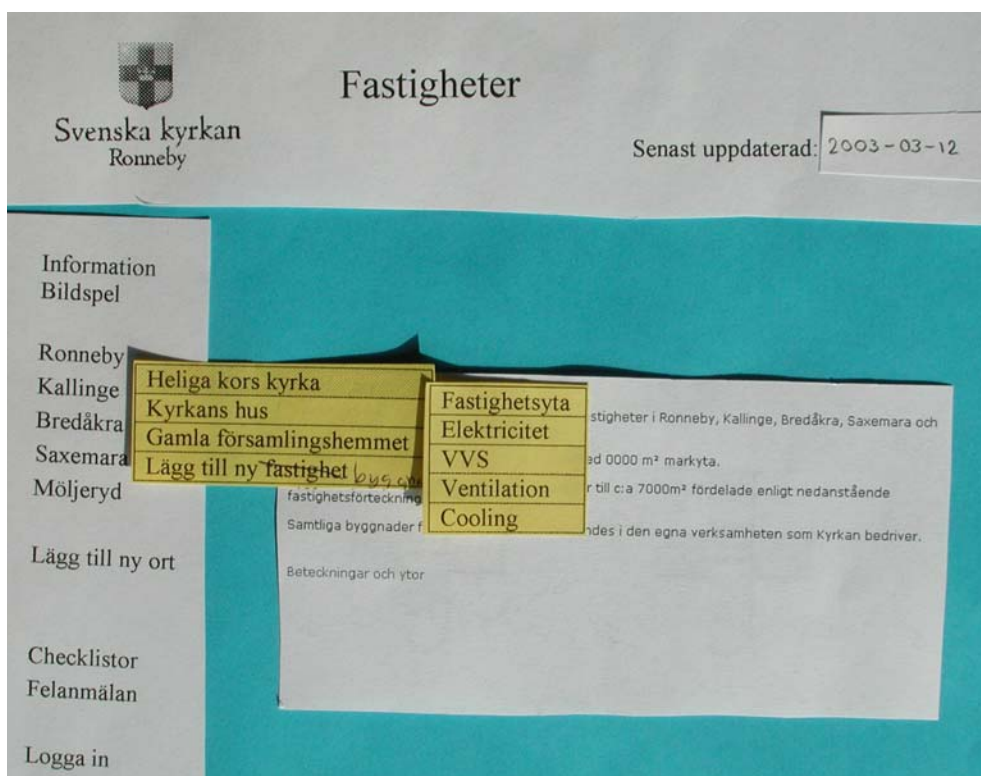 Fastigheter
Svenska kyrkan
Ronneby
Senast uppdaterad: 2003-03-12
Information
Bildspel
Ronneby
Kallinge
Bredåkra
Saxemara
Möljeryd
Lägg till ny ort
Checklistor
Felanmälan
Logga in
Heliga kors kyrka
Kyrkans hus
Gamla församlingshemmet
Lägg till ny fastighet
Fastighetsyta
Elektricitet
VVS
Ventilation
Cooling
stigheter i Ronneby, Kallinge, Bredåkra, Saxemara och
ed 0000 m² markyta.
r till c:a 7000m² fördelade enligt nedanstående
fastighetsförteckning
Samtliga byggnader f ndes i den egna verksamheten som Kyrkan bedriver.
Beteckningar och ytor